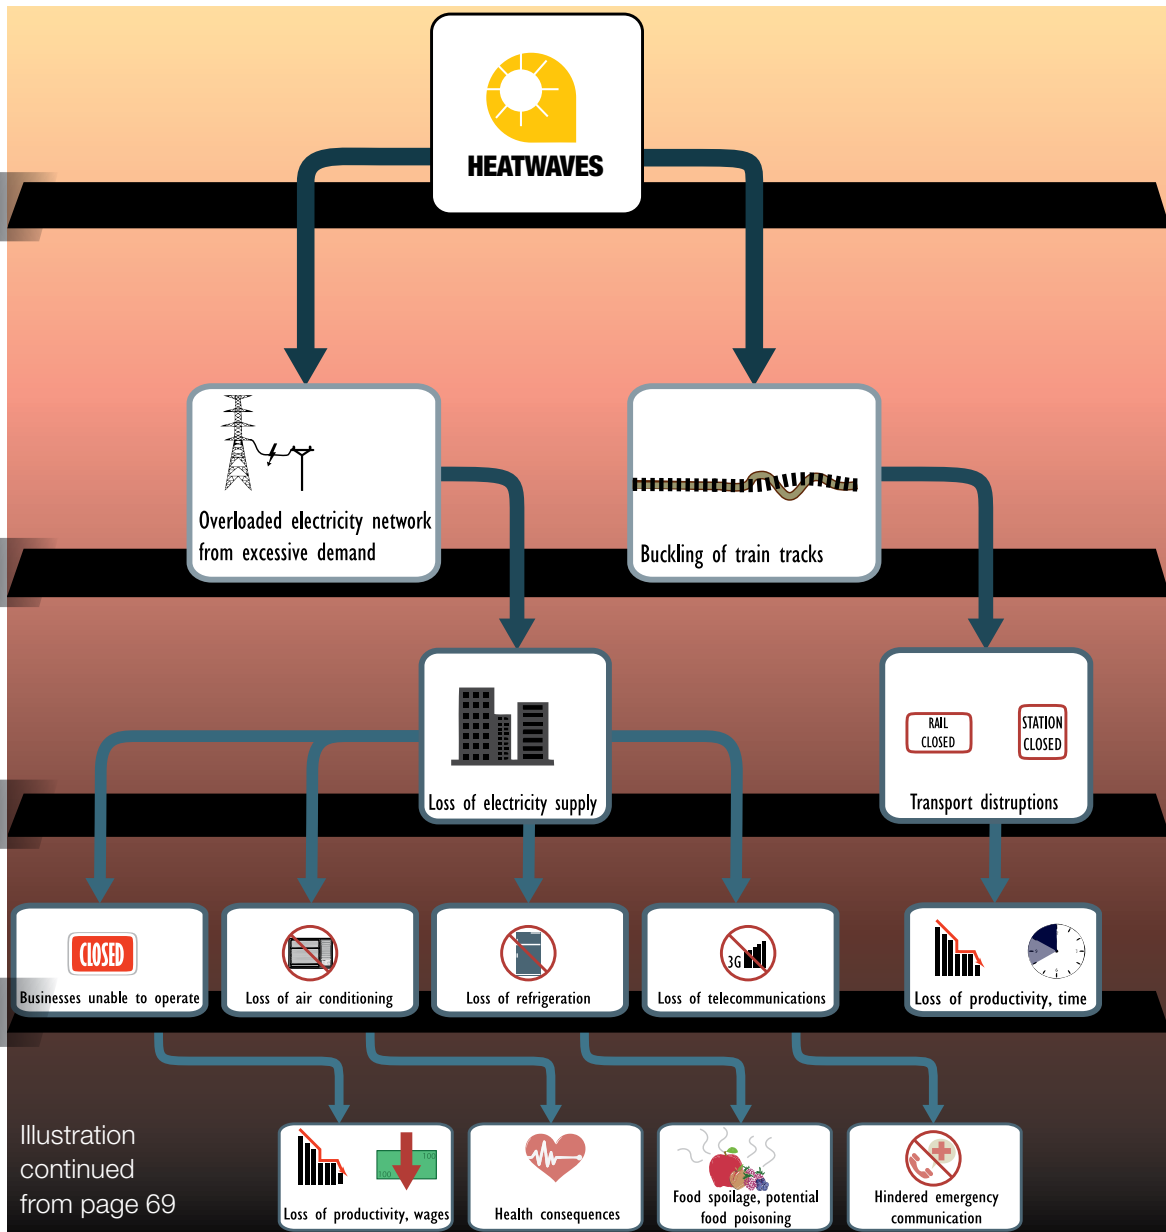 HEATWAVES
Overloaded electricity network
from excessive demand
Buckling of train tracks
Loss of electricity supply
RAIL
CLOSED
STATION
CLOSED
Transport distruptions
CLOSED
Businesses unable to operate
Loss of air conditioning
Loss of refrigeration
3G
Loss of telecommunications
Loss of productivity, time
Illustration
continued
from page 69
100
100
Loss of productivity, wages
Health consequences
Food spoilage, potential
food poisoning
Hindered emergency
communication